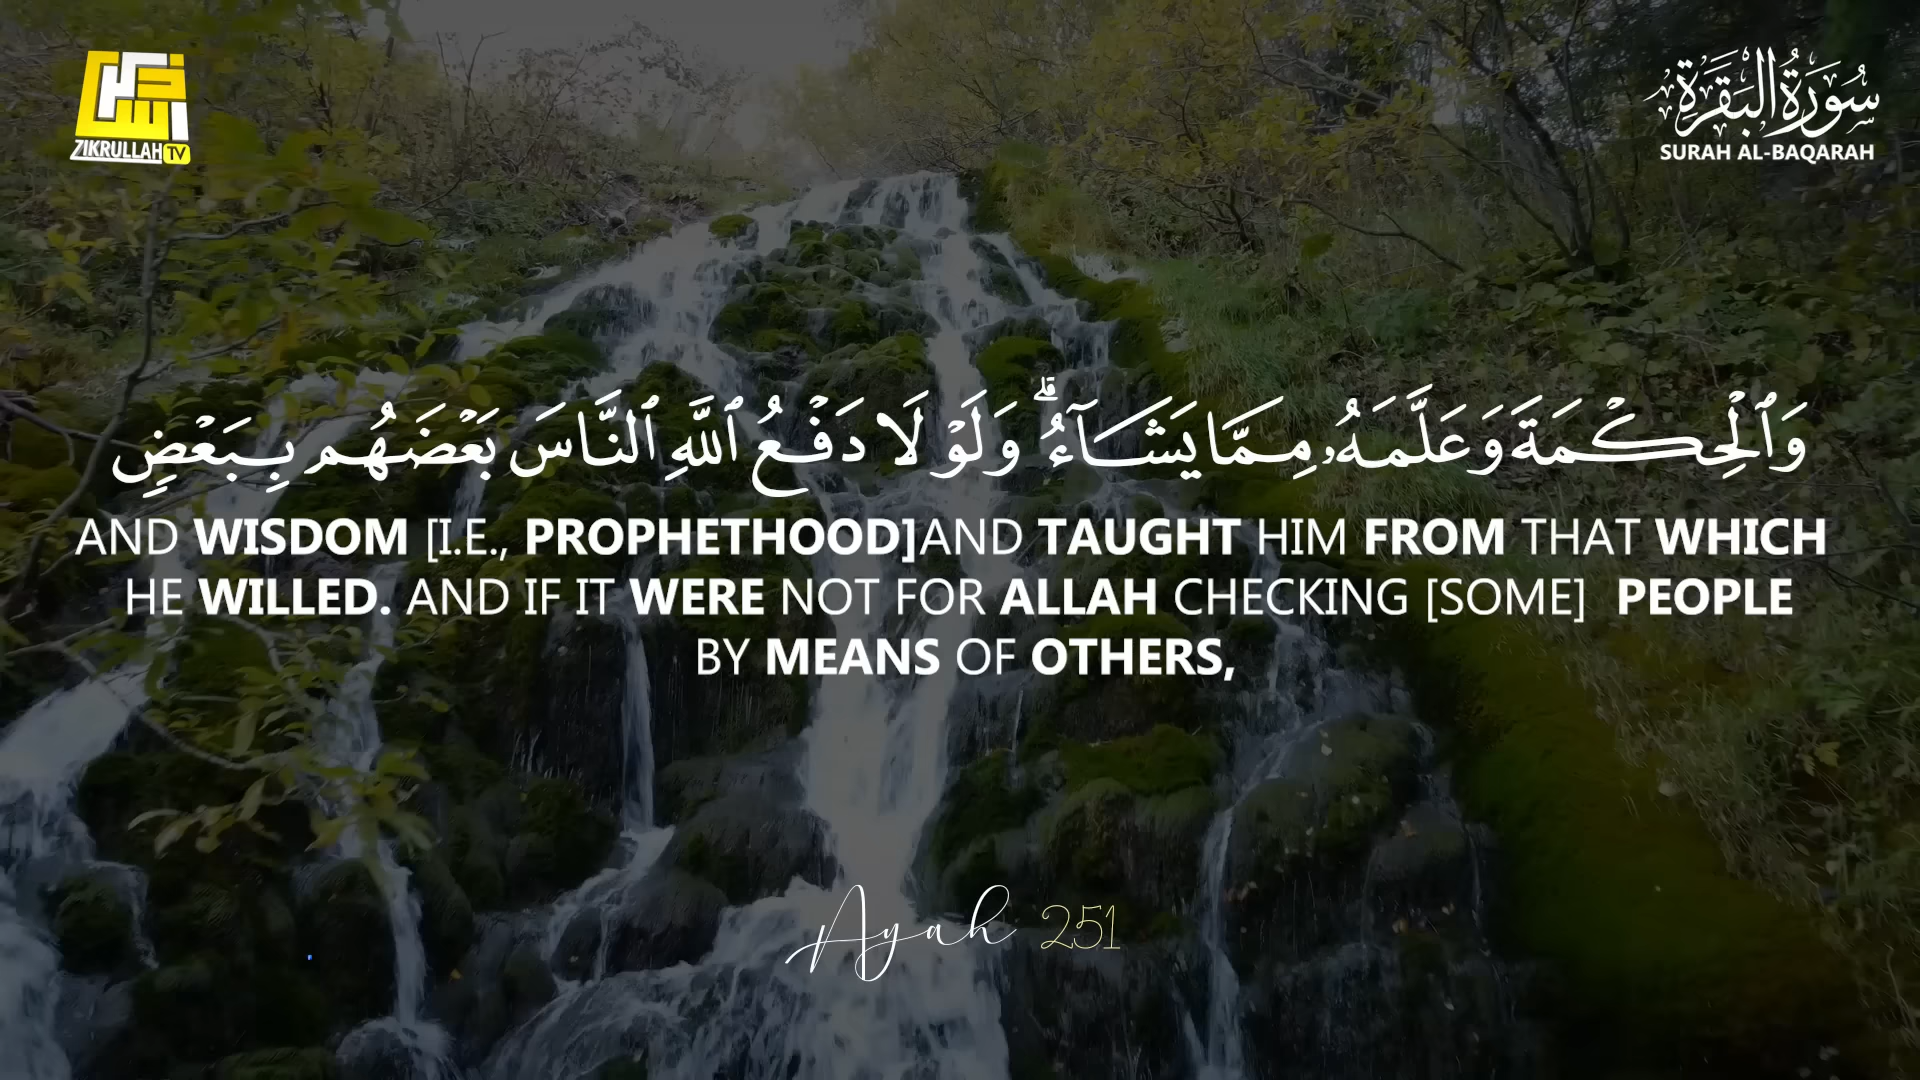 ذكر الله
ZIKRULLAH TV
سُورَةُ البَقَرَةِ
SURAH AL-BAQARAH
وَٱلْحِكْمَةَ وَعَلَّمَهُۥ مِمَّا يَشَآءُ ۗ وَلَوْلَا دَفْعُ ٱللَّهِ ٱلنَّاسَ بَعْضَهُم بِبَعْضٍ
AND WISDOM [I.E., PROPHETHOOD]AND TAUGHT HIM FROM THAT WHICH
HE WILLED. AND IF IT WERE NOT FOR ALLAH CHECKING [SOME]  PEOPLE
BY MEANS OF OTHERS,
Ayah 251